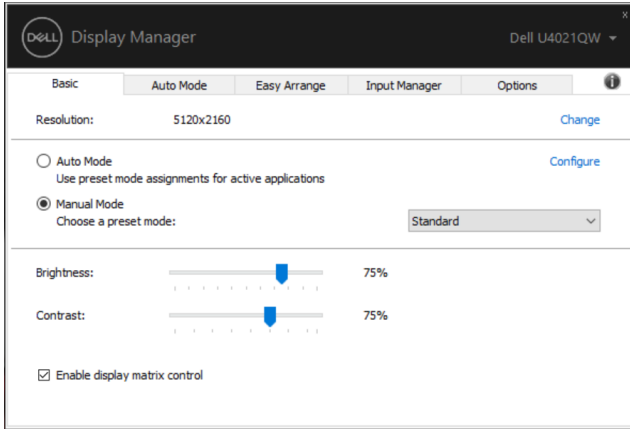 DELL Display Manager
Dell U4021QW
Basic Auto Mode Easy Arrange Input Manager Options
Resolution: 5120x2160 Change
Auto Mode Configure
Use preset mode assignments for active applications
Manual Mode
Choose a preset mode: Standard
Brightness: 75%
Contrast: 75%
Enable display matrix control